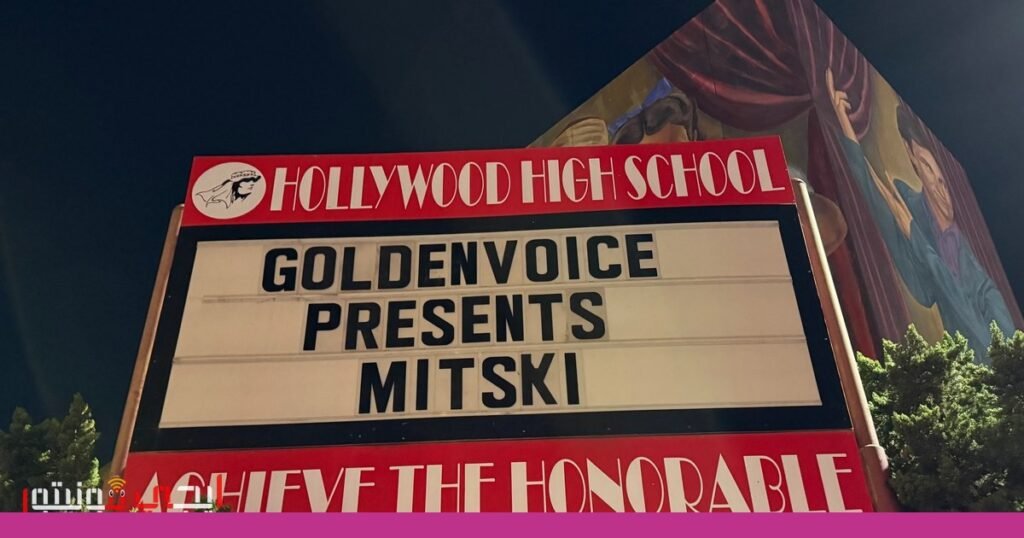 HOLLYWOOD HIGH SCHOOL
GOLDENVOICE
PRESENTS
MITSKI
ACHIEVE THE HONORABLE